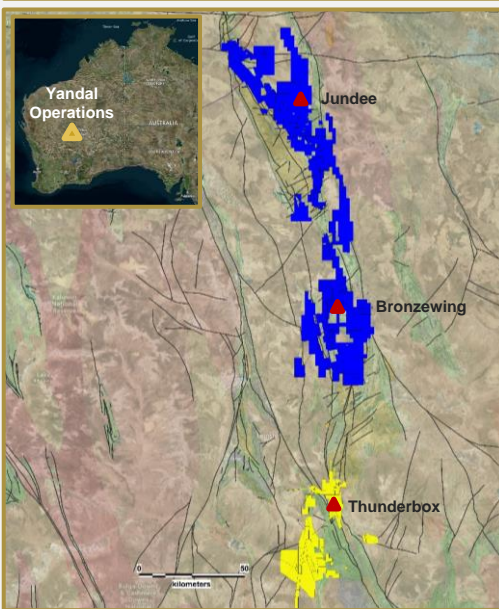 Yandal
Operations
AUSTRALIA
Jundee
Bronzewing
Thunderbox
0
50
kilometers